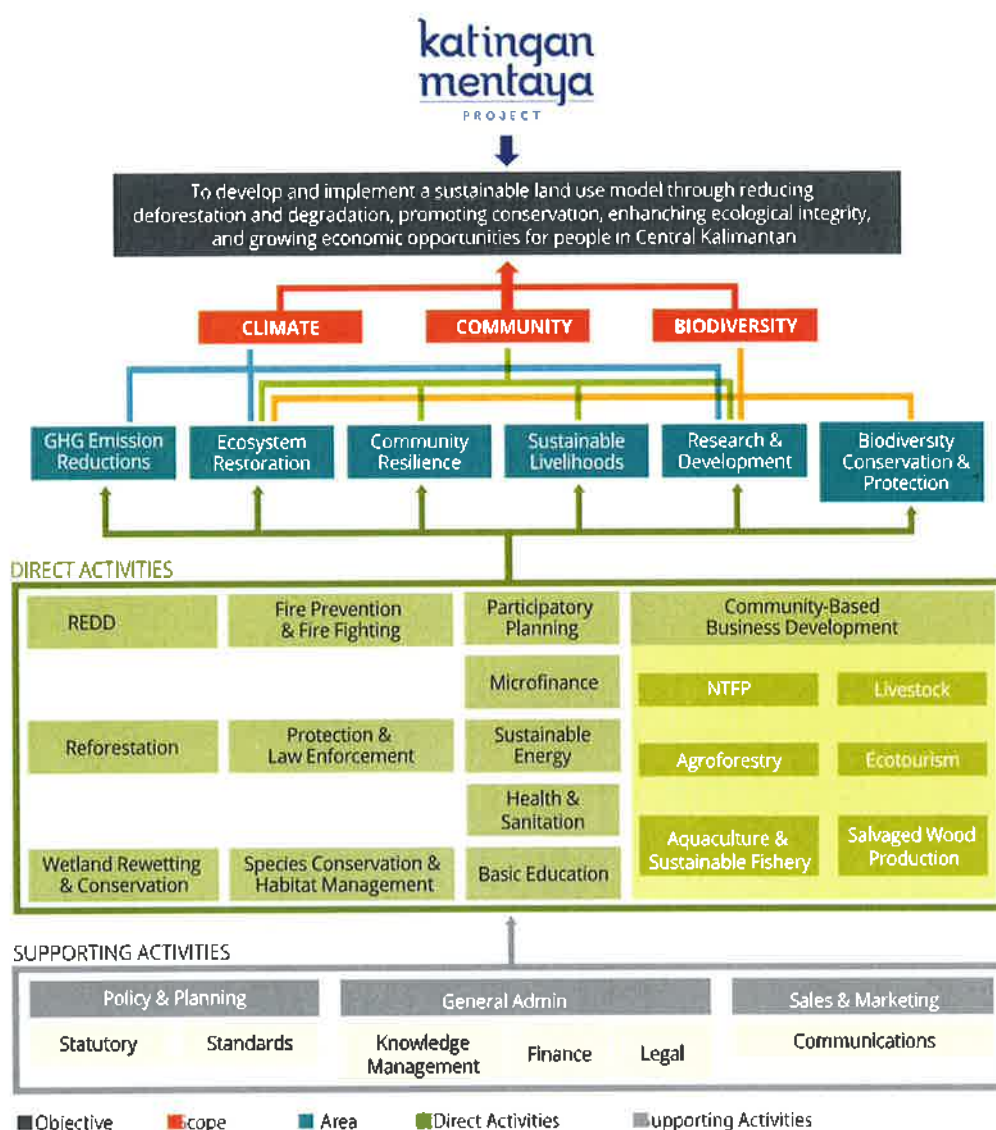 katingan
mentaya
PROJECT
To develop and implement a sustainable land use model through reducing
deforestation and degradation, promoting conservation, enhanching ecological integrity,
and growing economic opportunities for people in Central Kalimantan
CLIMATE
COMMUNITY
BIODIVERSITY
GHG Emission
Reductions
Ecosystem
Restoration
Community
Resilience
Sustainable
Livelihoods
Research &
Development
Biodiversity
Conservation &
Protection
DIRECT ACTIVITIES
REDD
Fire Prevention
& Fire Fighting
Participatory
Planning
Community-Based
Business Development
Microfinance
NTFP
Livestock
Reforestation
Protection &
Law Enforcement
Sustainable
Energy
Agroforestry
Ecotourism
Health &
Sanitation
Aquaculture &
Sustainable Fishery
Salvaged Wood
Production
Wetland Rewetting
& Conservation
Species Conservation &
Habitat Management
Basic Education
SUPPORTING ACTIVITIES
Policy & Planning
General Admin
Sales & Marketing
Statutory
Standards
Knowledge
Management
Finance
Legal
Communications
Objective
Scope
Area
Direct Activities
Supporting Activities